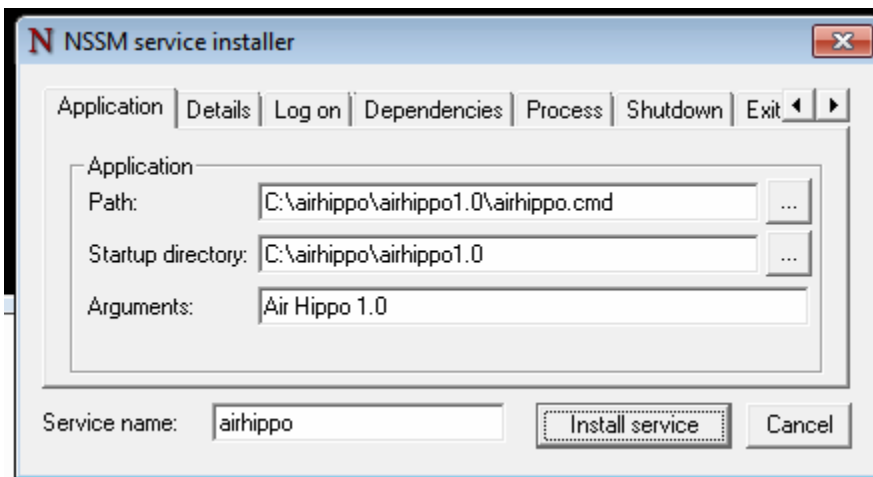 N NSSM service installer
Application Details Log on Dependencies Process Shutdown Exit
Application
Path: C:\airhippo\airhippo1.0\airhippo.cmd ...
Startup directory: C:\airhippo\airhippo1.0 ...
Arguments: Air Hippo 1.0
Service name: airhippo Install service Cancel